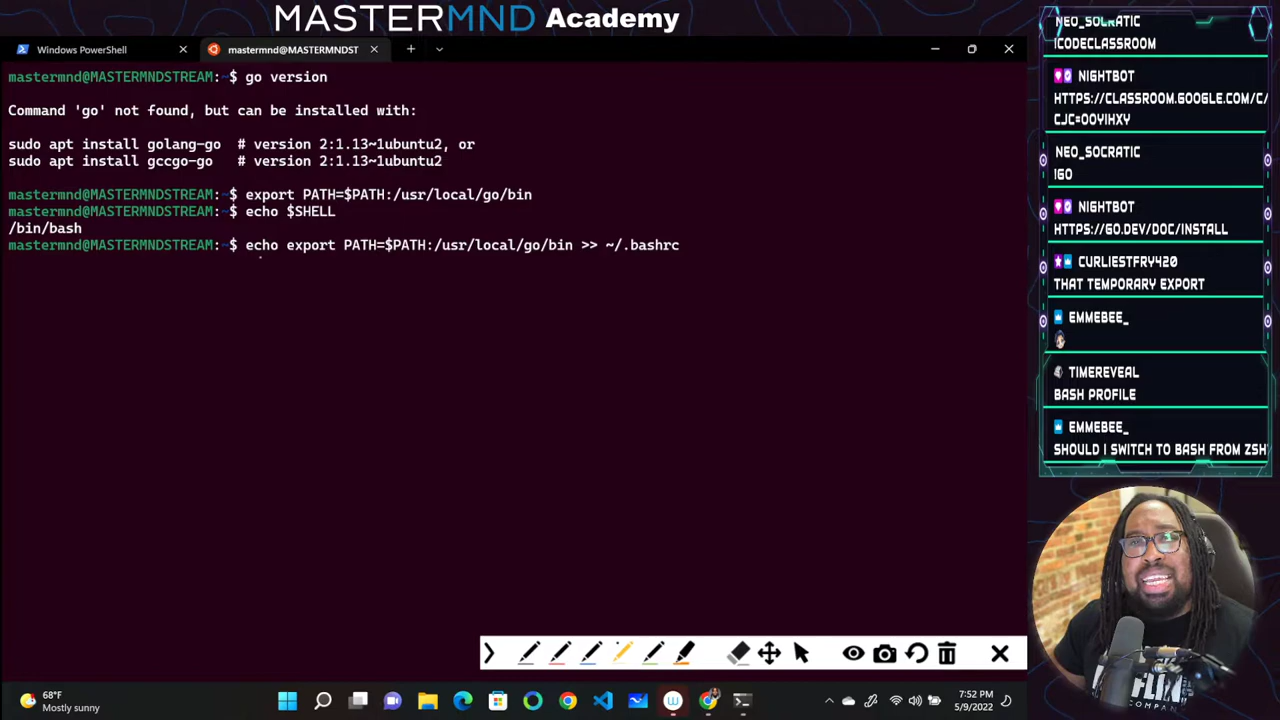 MASTERMND Academy
Windows PowerShell
mastermnd@MASTERMNDST
mastermnd@MASTERMNDSTREAM:~$ go version
Command 'go' not found, but can be installed with:
sudo apt install golang-go  # version 2:1.13~1ubuntu2, or
sudo apt install gccgo-go   # version 2:1.13~1ubuntu2
mastermnd@MASTERMNDSTREAM:~$ export PATH=$PATH:/usr/local/go/bin
mastermnd@MASTERMNDSTREAM:~$ echo $SHELL
/bin/bash
mastermnd@MASTERMNDSTREAM:~$ echo export PATH=$PATH:/usr/local/go/bin >> ~/.bashrc
NEO_SOCRATIC
!CODECLASSROOM
NIGHTBOT
HTTPS://CLASSROOM.GOOGLE.COM/C/
CJC=OOYIHXY
NEO_SOCRATIC
!GO
NIGHTBOT
HTTPS://GO.DEV/DOC/INSTALL
CURLIESTFRY420
THAT TEMPORARY EXPORT
EMMEBEE_
TIMEREVEAL
BASH PROFILE
EMMEBEE_
SHOULD I SWITCH TO BASH FROM ZSH
68°F
Mostly sunny
7:52 PM
5/9/2022